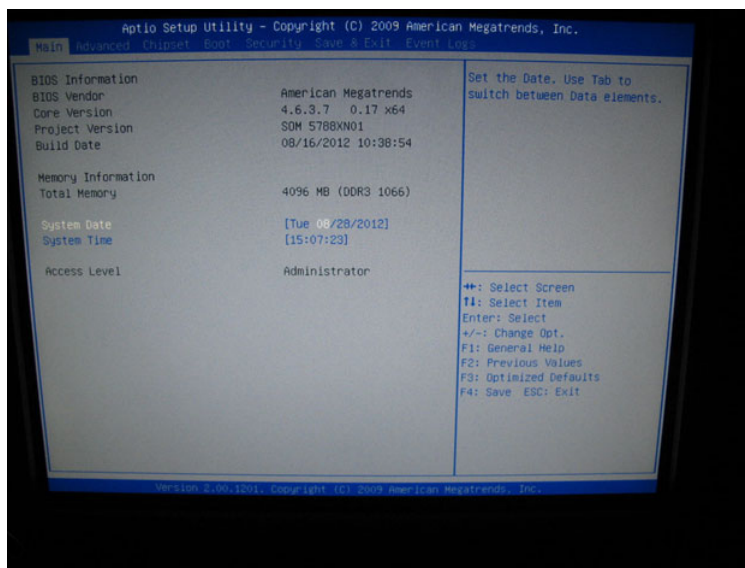 Aptio Setup Utility – Copyright (C) 2009 American Megatrends, Inc.
Main Advanced Chipset Boot Security Save & Exit Event Logs
BIOS Information
BIOS Vendor American Megatrends
Core Version 4.6.3.7 0.17 x64
Project Version SOM 5788XN01
Build Date 08/16/2012 10:38:54
Memory Information
Total Memory 4096 MB (DDR3 1066)
System Date [Tue 08/28/2012]
System Time [15:07:23]
Access Level Administrator
Set the Date. Use Tab to
switch between Data elements.
→←: Select Screen
↑↓: Select Item
Enter: Select
+/-: Change Opt.
F1: General Help
F2: Previous Values
F3: Optimized Defaults
F4: Save ESC: Exit
Version 2.00.1201. Copyright (C) 2009 American Megatrends, Inc.